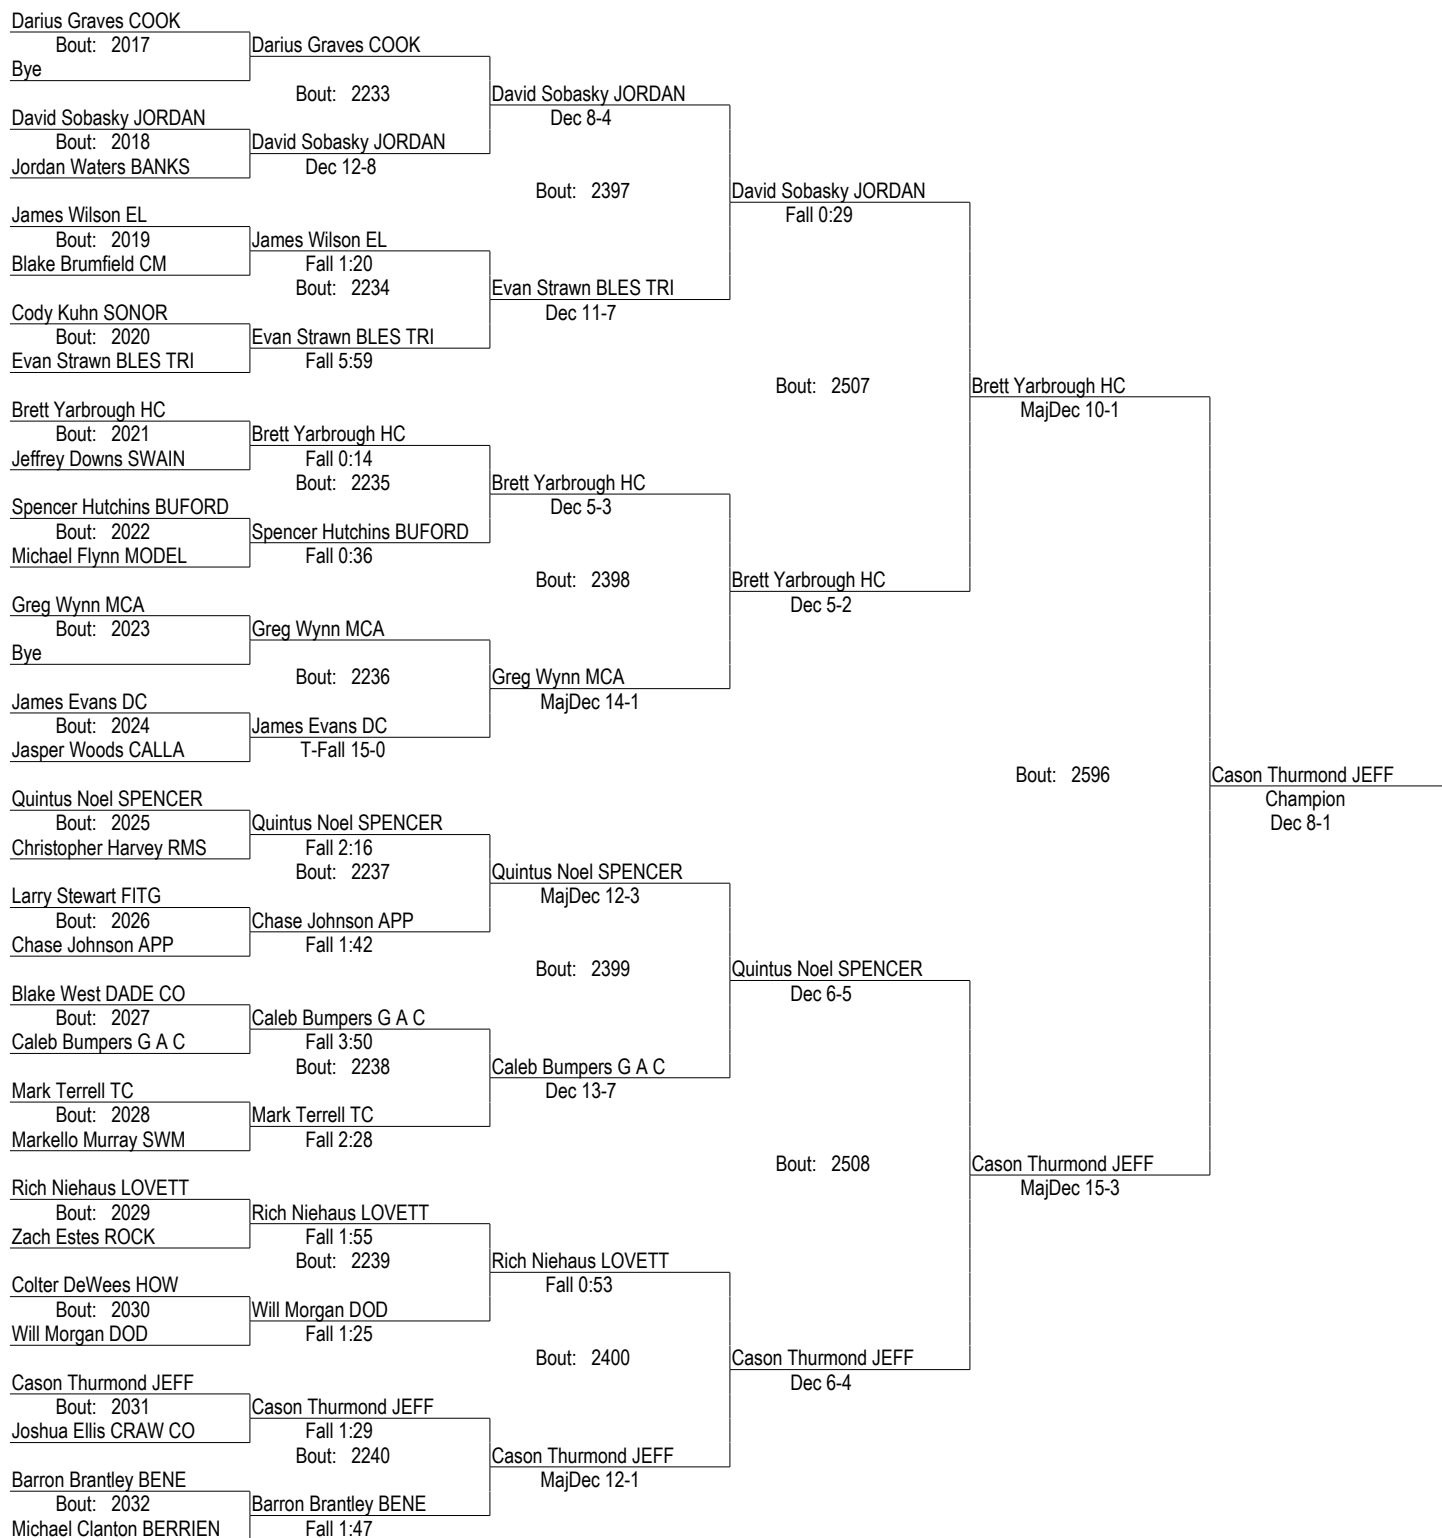 Darius Graves COOK
Bout: 2017
Bye
Darius Graves COOK
Bout: 2233
David Sobasky JORDAN
Bout: 2018
Jordan Waters BANKS
David Sobasky JORDAN
Dec 12-8
David Sobasky JORDAN
Dec 8-4
Bout: 2397
James Wilson EL
Bout: 2019
Blake Brumfield CM
James Wilson EL
Fall 1:20
Bout: 2234
Cody Kuhn SONOR
Bout: 2020
Evan Strawn BLES TRI
Evan Strawn BLES TRI
Fall 5:59
Evan Strawn BLES TRI
Dec 11-7
David Sobasky JORDAN
Fall 0:29
Bout: 2507
Brett Yarbrough HC
Bout: 2021
Jeffrey Downs SWAIN
Brett Yarbrough HC
Fall 0:14
Bout: 2235
Spencer Hutchins BUFORD
Bout: 2022
Michael Flynn MODEL
Spencer Hutchins BUFORD
Fall 0:36
Brett Yarbrough HC
Dec 5-3
Bout: 2398
Greg Wynn MCA
Bout: 2023
Bye
Greg Wynn MCA
Bout: 2236
James Evans DC
Bout: 2024
Jasper Woods CALLA
James Evans DC
T-Fall 15-0
Greg Wynn MCA
MajDec 14-1
Brett Yarbrough HC
Dec 5-2
Brett Yarbrough HC
MajDec 10-1
Bout: 2596
Quintus Noel SPENCER
Bout: 2025
Christopher Harvey RMS
Quintus Noel SPENCER
Fall 2:16
Bout: 2237
Larry Stewart FITG
Bout: 2026
Chase Johnson APP
Chase Johnson APP
Fall 1:42
Quintus Noel SPENCER
MajDec 12-3
Bout: 2399
Blake West DADE CO
Bout: 2027
Caleb Bumpers G A C
Caleb Bumpers G A C
Fall 3:50
Bout: 2238
Mark Terrell TC
Bout: 2028
Markello Murray SWM
Mark Terrell TC
Fall 2:28
Caleb Bumpers G A C
Dec 13-7
Quintus Noel SPENCER
Dec 6-5
Bout: 2508
Rich Niehaus LOVETT
Bout: 2029
Zach Estes ROCK
Rich Niehaus LOVETT
Fall 1:55
Bout: 2239
Colter DeWees HOW
Bout: 2030
Will Morgan DOD
Will Morgan DOD
Fall 1:25
Rich Niehaus LOVETT
Fall 0:53
Bout: 2400
Cason Thurmond JEFF
Bout: 2031
Joshua Ellis CRAW CO
Cason Thurmond JEFF
Fall 1:29
Bout: 2240
Barron Brantley BENE
Bout: 2032
Michael Clanton BERRIEN
Barron Brantley BENE
Fall 1:47
Cason Thurmond JEFF
MajDec 12-1
Cason Thurmond JEFF
Dec 6-4
Cason Thurmond JEFF
MajDec 15-3
Cason Thurmond JEFF
Champion
Dec 8-1